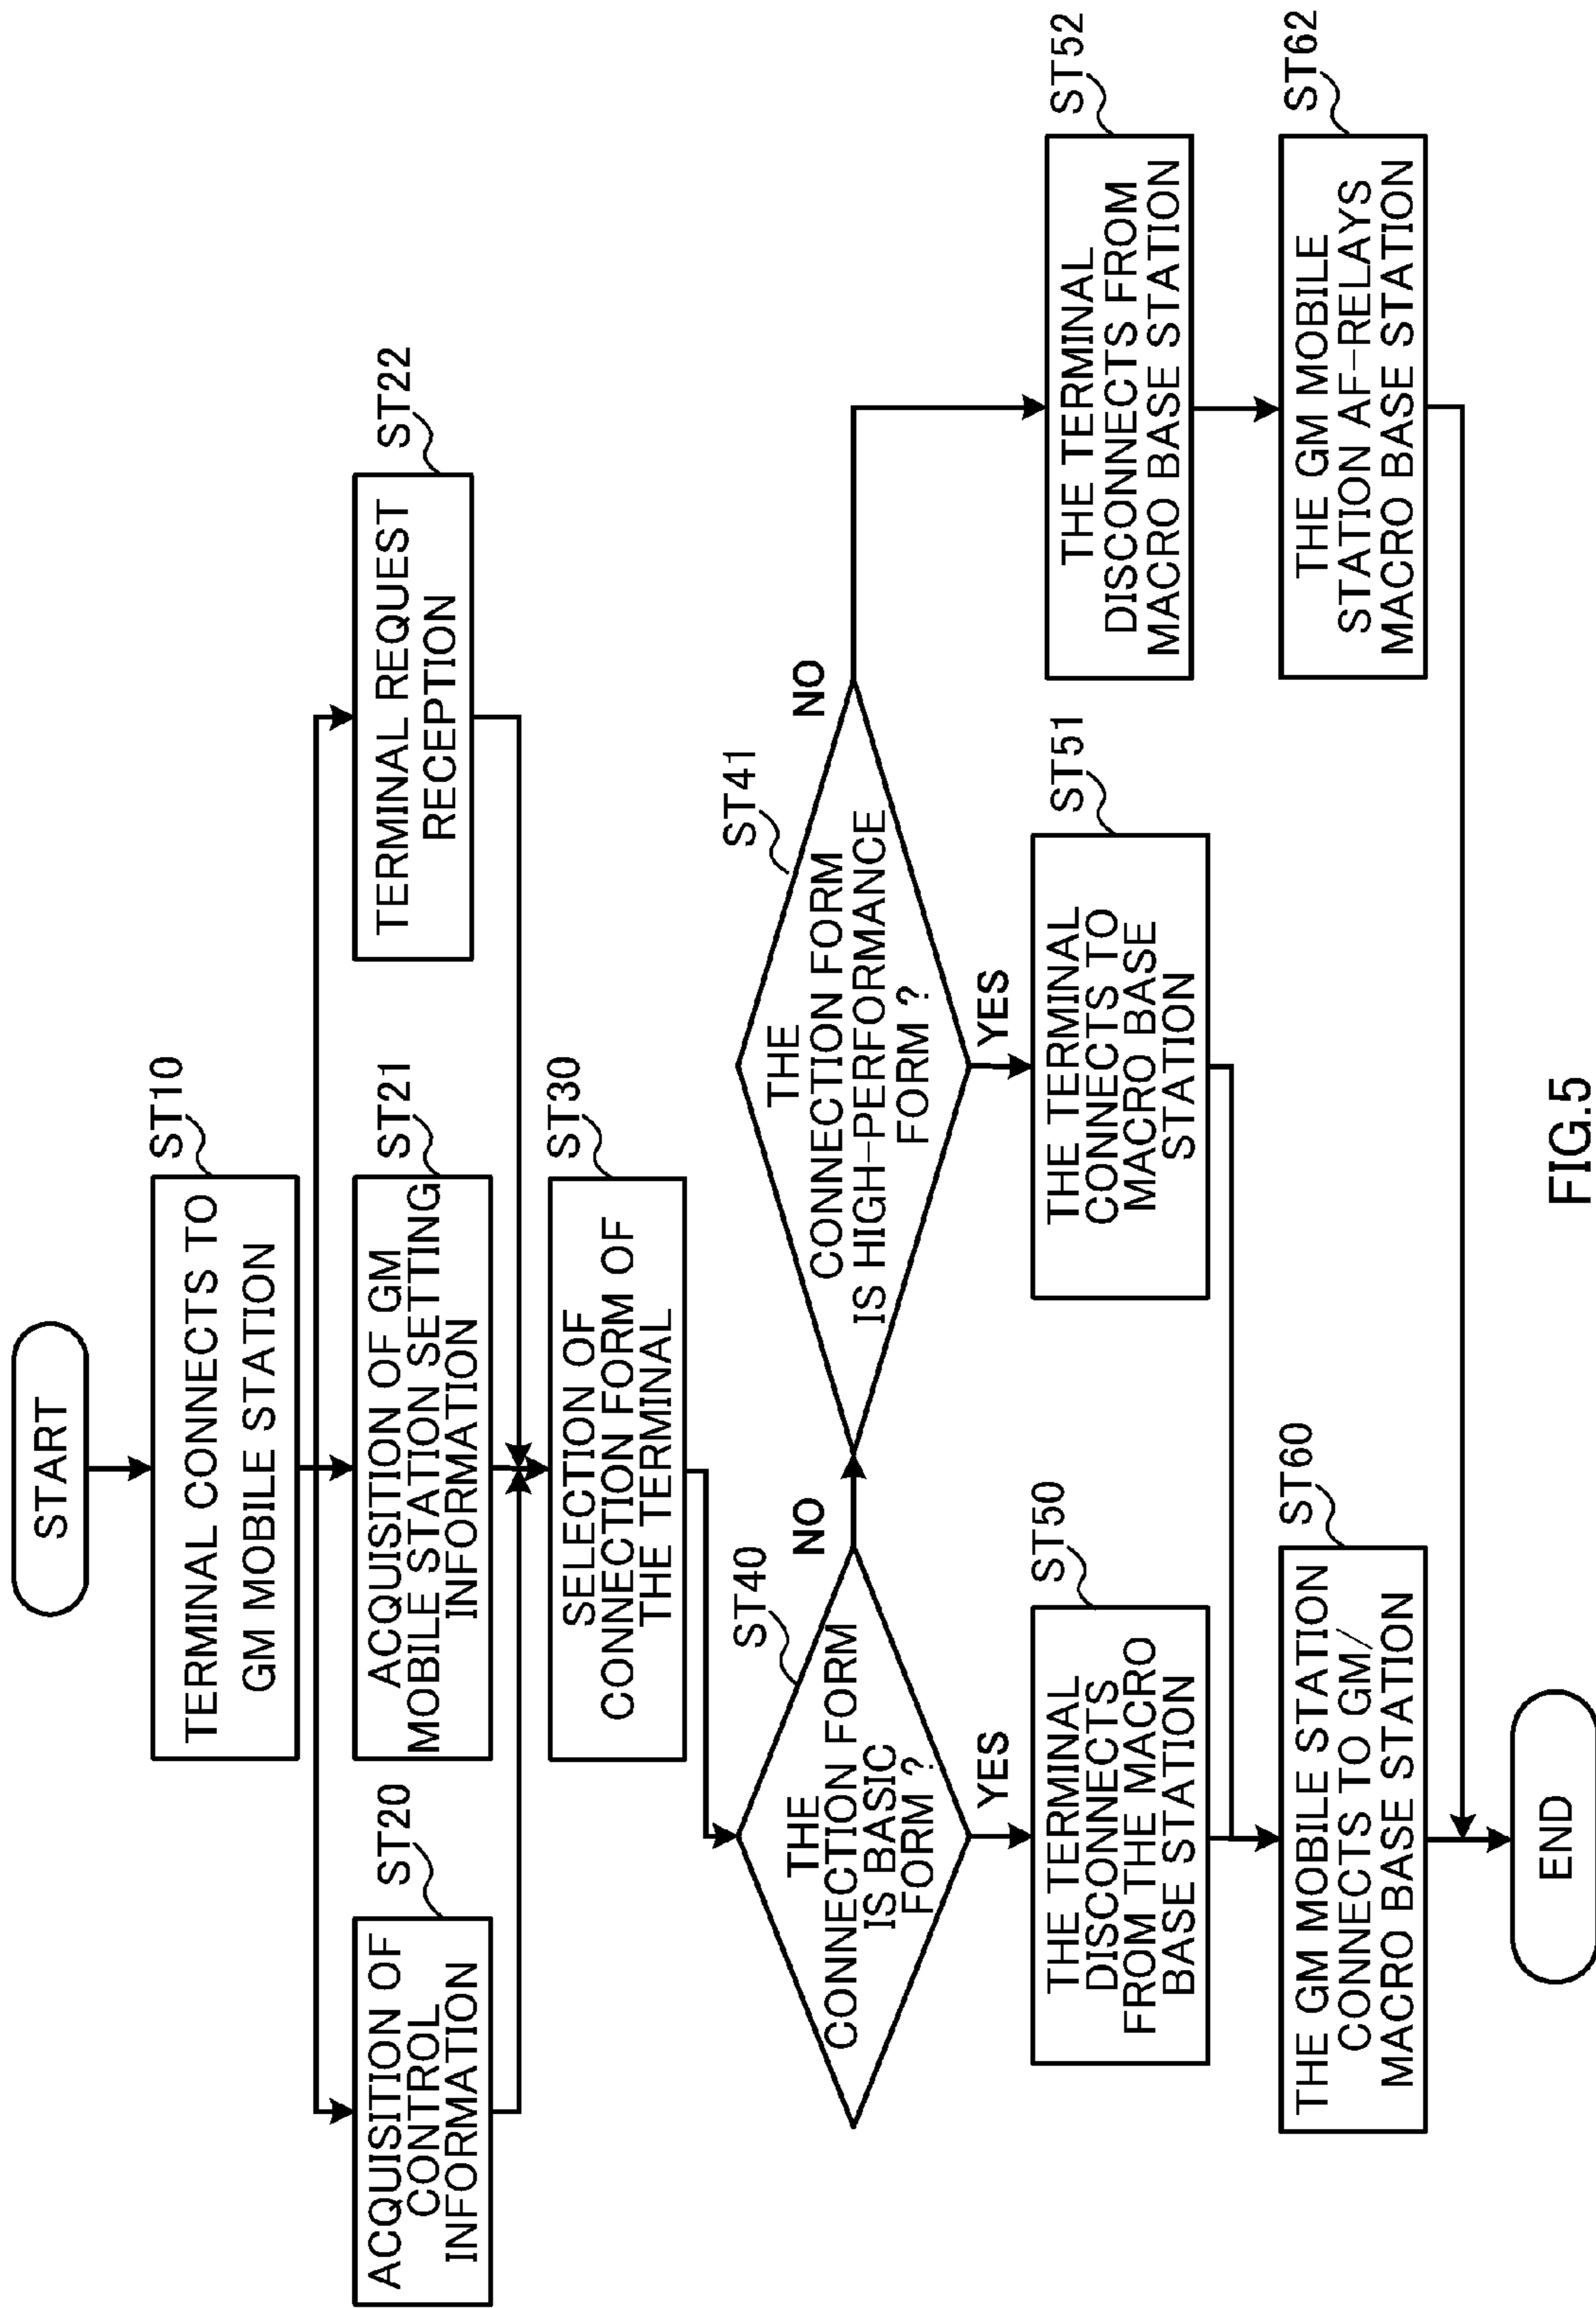 START
ST10
TERMINAL CONNECTS TO
GM MOBILE STATION
ST20
ACQUISITION OF
CONTROL
INFORMATION
ST21
ACQUISITION OF GM
MOBILE STATION SETTING
INFORMATION
ST22
TERMINAL REQUEST
RECEPTION
ST30
SELECTION OF
CONNECTION FORM OF
THE TERMINAL
ST40
THE
CONNECTION FORM
IS BASIC
FORM ?
NO
YES
ST41
THE
CONNECTION FORM
IS HIGH-PERFORMANCE
FORM ?
NO
YES
ST50
THE TERMINAL
DISCONNECTS
FROM THE MACRO
BASE STATION
ST51
THE TERMINAL
CONNECTS TO
MACRO BASE
STATION
ST52
THE TERMINAL
DISCONNECTS FROM
MACRO BASE STATION
ST60
THE GM MOBILE STATION
CONNECTS TO GM/
MACRO BASE STATION
ST62
THE GM MOBILE
STATION AF-RELAYS
MACRO BASE STATION
END
FIG.5